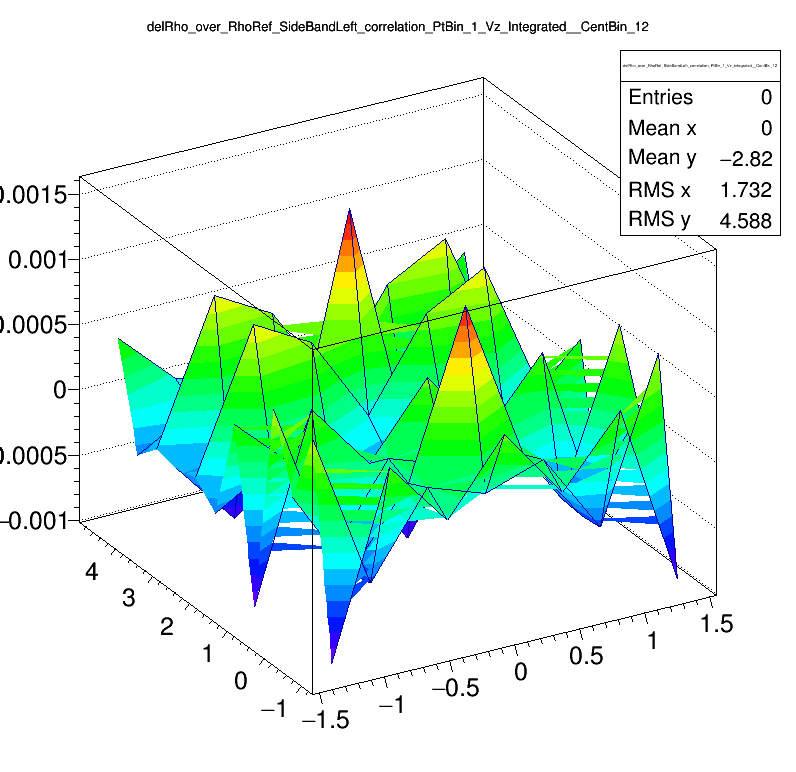 delRho_over_RhoRef_SideBandLeft_correlation_PtBin_1_Vz_Integrated__CentBin_12
delRho_over_RhoRef_SideBandLeft_correlation_PtBin_1_Vz_Integrated__CentBin_12
Entries 0
Mean x 0
Mean y −2.82
RMS x 1.732
RMS y 4.588
0.0015
0.001
0.0005
0
0.0005
−0.001
4
3
2
1
0
−1
−1.5
−1
−0.5
0
0.5
1
1.5